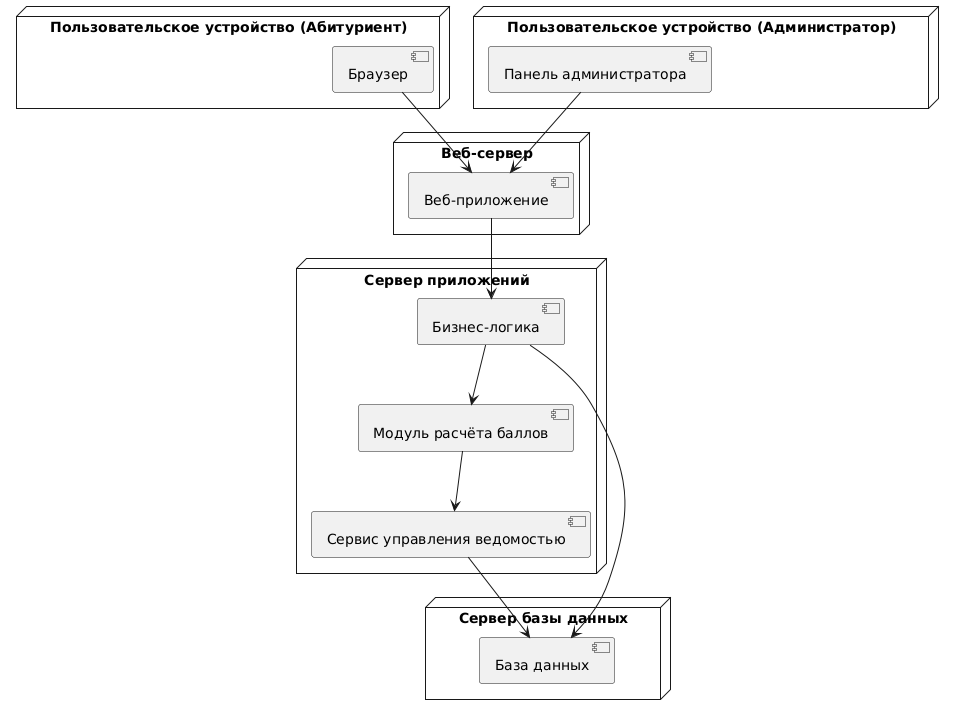 Пользовательское устройство (Абитуриент)
Пользовательское устройство (Администратор)
Браузер
Панель администратора
Веб-сервер
Веб-приложение
Сервер приложений
Бизнес-логика
Модуль расчёта баллов
Сервис управления ведомостью
Сервер базы данных
База данных